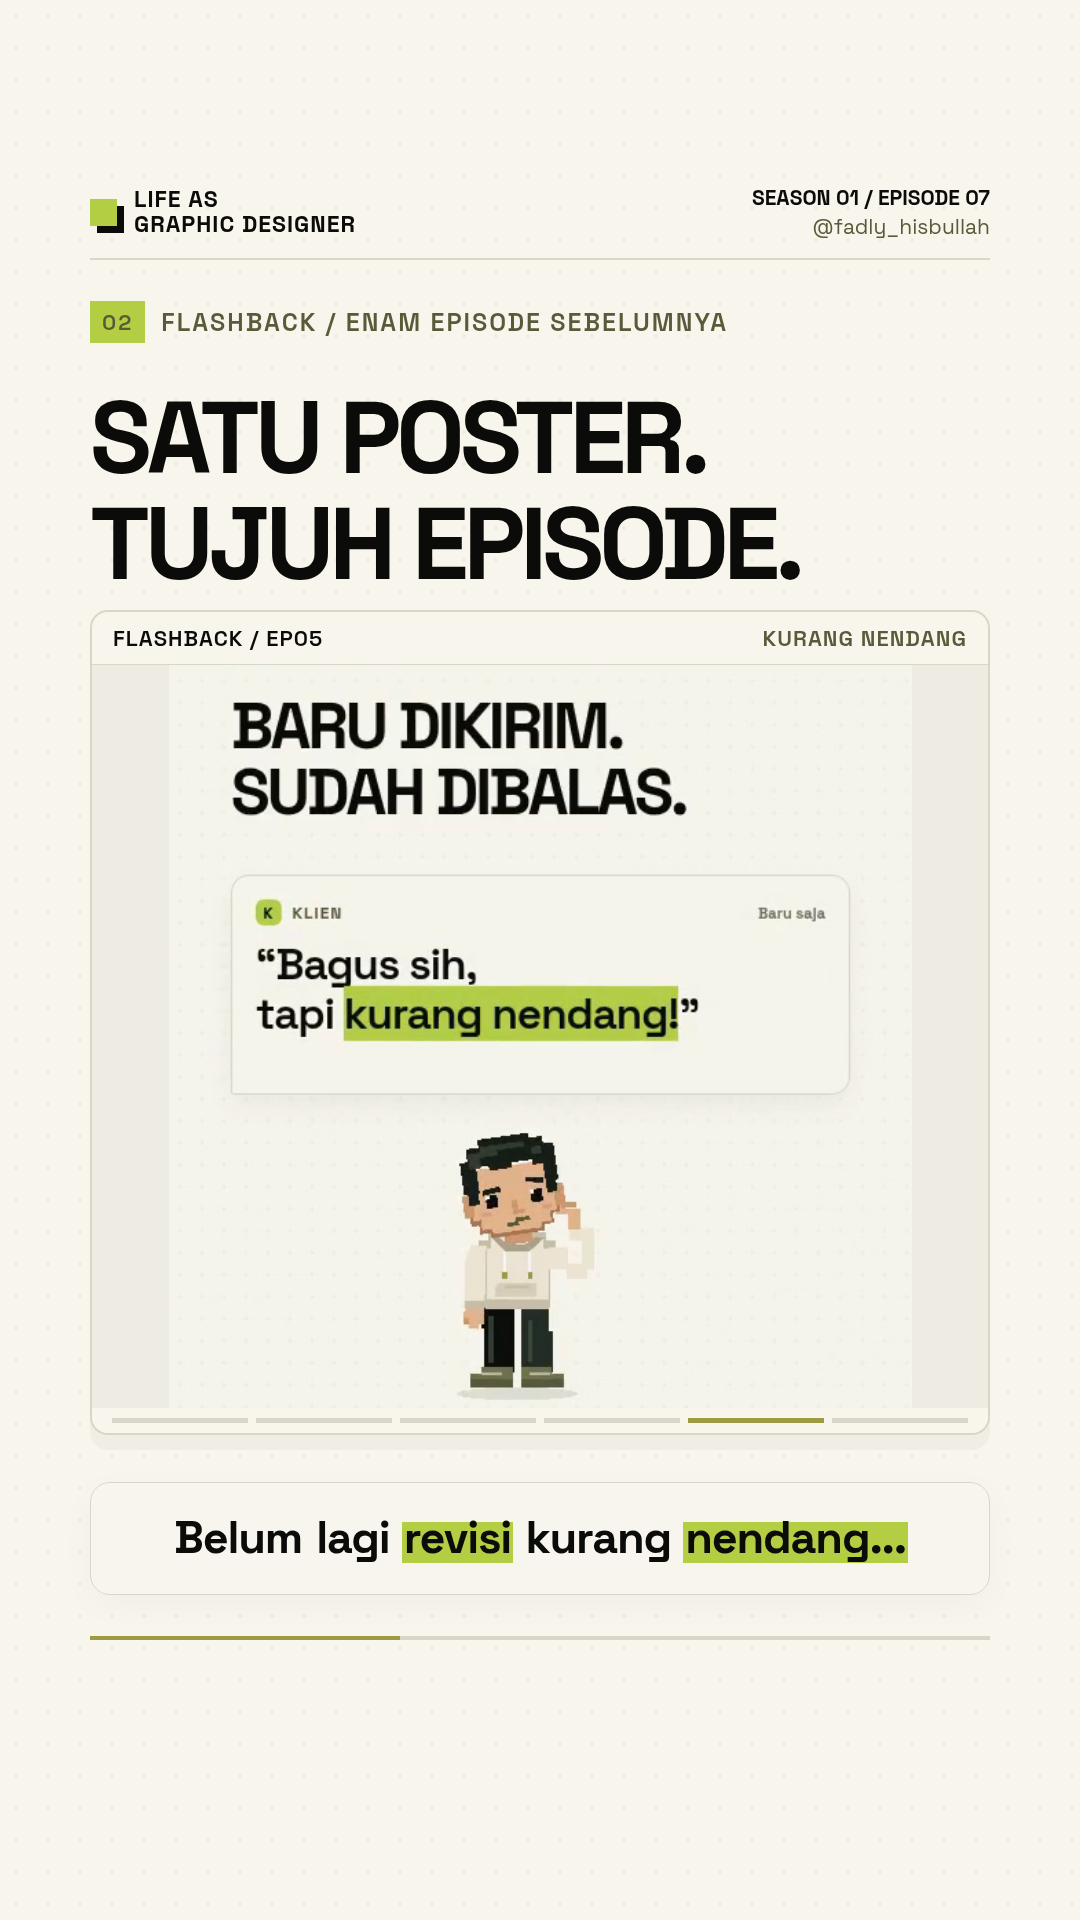 LIFE AS
GRAPHIC DESIGNER
SEASON 01 / EPISODE 07
@fadly_hisbullah
02 FLASHBACK / ENAM EPISODE SEBELUMNYA
SATU POSTER.
TUJUH EPISODE.
FLASHBACK / EP05
KURANG NENDANG
BARU DIKIRIM.
SUDAH DIBALAS.
K KLIEN
Baru saja
“Bagus sih,
tapi kurang nendang!”
Belum lagi revisi kurang nendang...